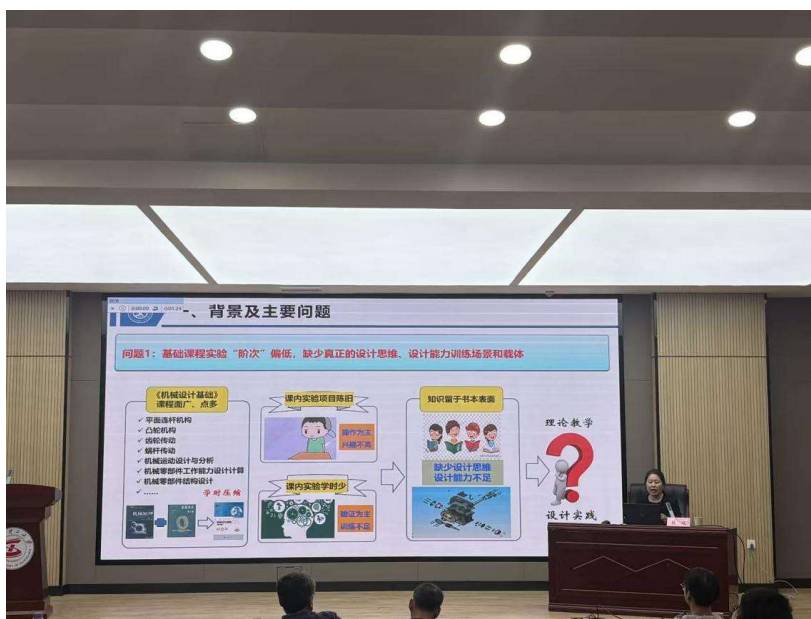 一、背景及主要问题
问题1：基础课程实验“阶次”偏低，缺少真正的设计思维、设计能力训练场景和载体
《机械设计基础》
课程面广、点多
✓ 平面连杆机构
✓ 凸轮机构
✓ 齿轮传动
✓ 蜗杆传动
✓ 机械运动设计与分析
✓ 机械零部件工作能力设计计算
✓ 机械零部件结构设计
✓ ……
学时压缩
课内实验项目陈旧
操作为主
兴趣不高
课内实验学时少
验证为主
训练不足
知识留于书本表面
缺少设计思维
设计能力不足
理论教学
?
设计实践